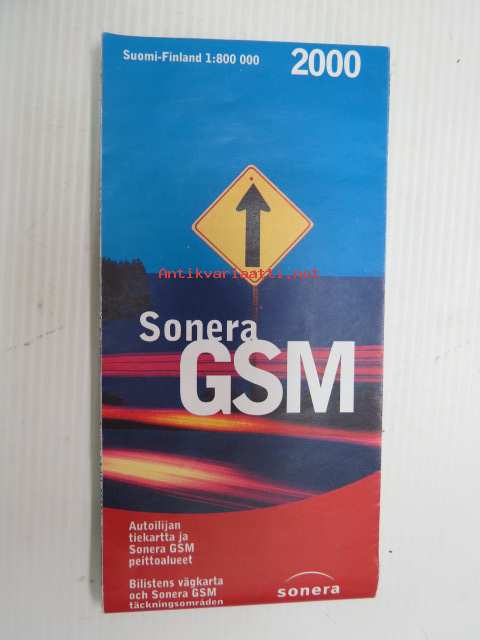 Suomi-Finland 1:800 000
2000
Antikvariaatti.net
Sonera
GSM
Autoilijan
tiekartta ja
Sonera GSM
peittoalueet
Bilistens vägkarta
och Sonera GSM
täckningsområden
sonera